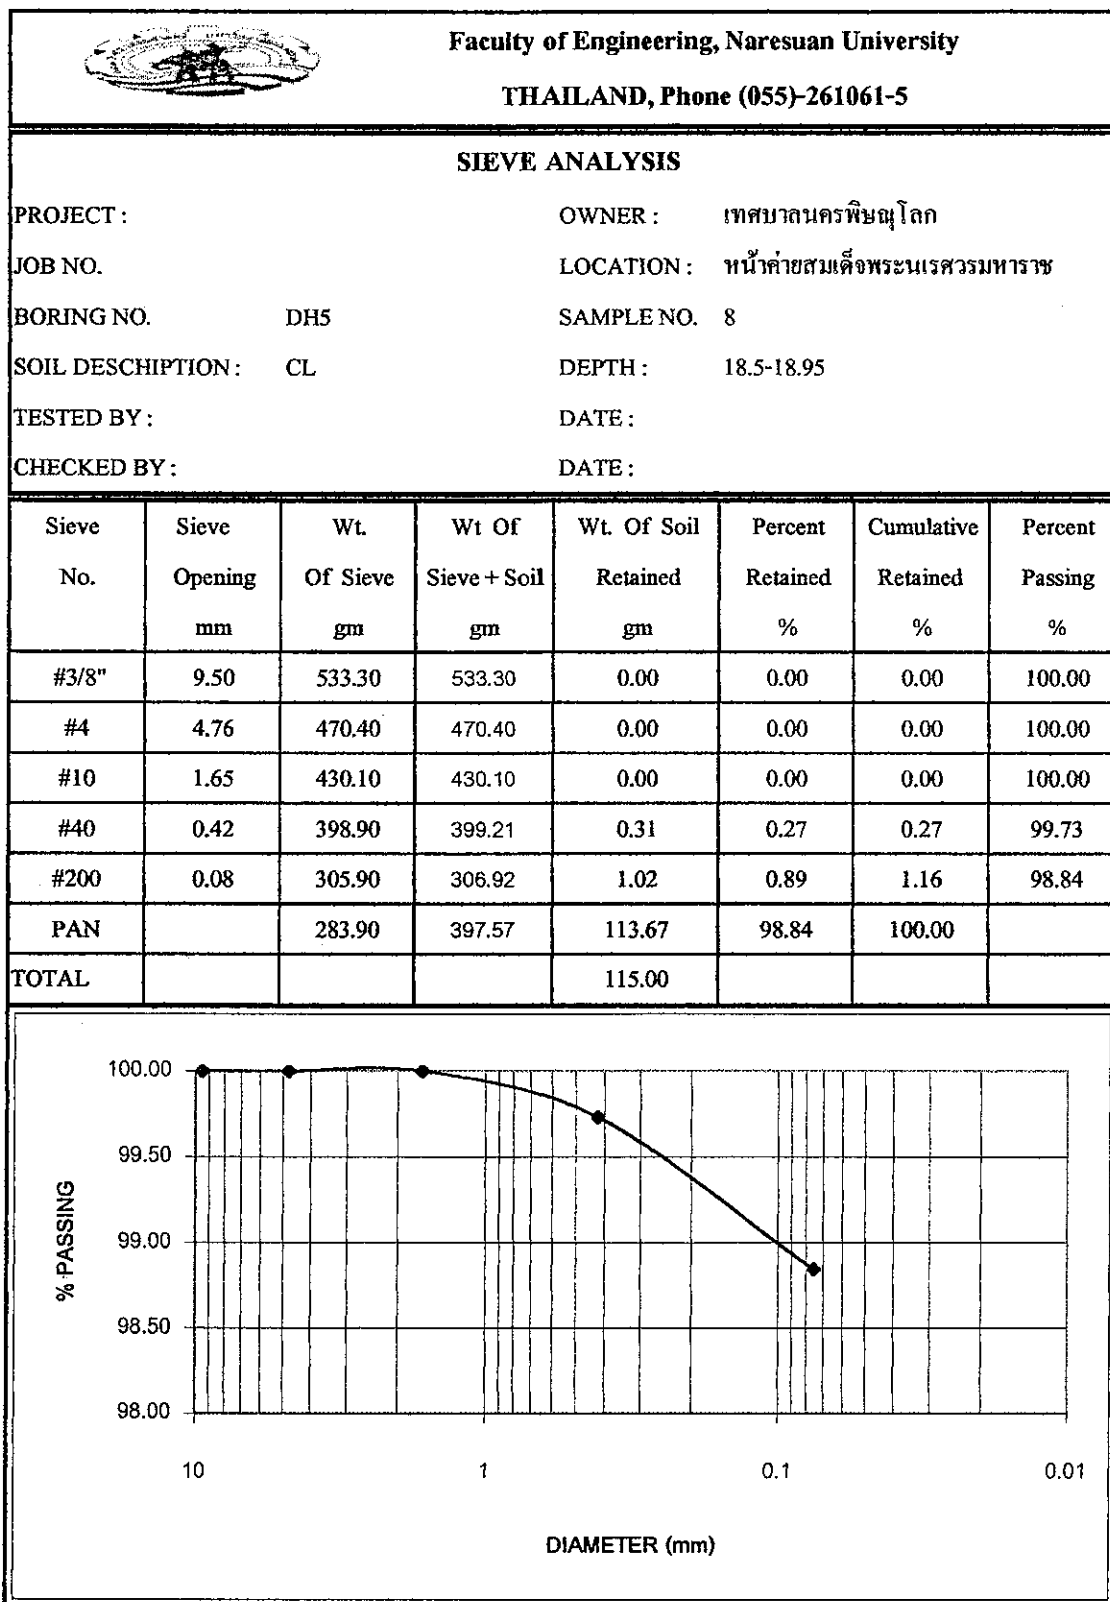 Faculty of Engineering, Naresuan University
THAILAND, Phone (055)-261061-5
SIEVE ANALYSIS
PROJECT : OWNER : เทศบาลนครพิษณุโลก
JOB NO. LOCATION : หน้าค่ายสมเด็จพระนเรศวรมหาราช
BORING NO. DH5 SAMPLE NO. 8
SOIL DESCHIPTION : CL DEPTH : 18.5-18.95
TESTED BY : DATE :
CHECKED BY : DATE :
Sieve Sieve Wt. Wt Of Wt. Of Soil Percent Cumulative Percent
No. Opening Of Sieve Sieve + Soil Retained Retained Retained Passing
mm gm gm gm % % %
#3/8" 9.50 533.30 533.30 0.00 0.00 0.00 100.00
#4 4.76 470.40 470.40 0.00 0.00 0.00 100.00
#10 1.65 430.10 430.10 0.00 0.00 0.00 100.00
#40 0.42 398.90 399.21 0.31 0.27 0.27 99.73
#200 0.08 305.90 306.92 1.02 0.89 1.16 98.84
PAN 283.90 397.57 113.67 98.84 100.00
TOTAL 115.00
100.00
99.50
99.00
98.50
98.00
% PASSING
10 1 0.1 0.01
DIAMETER (mm)